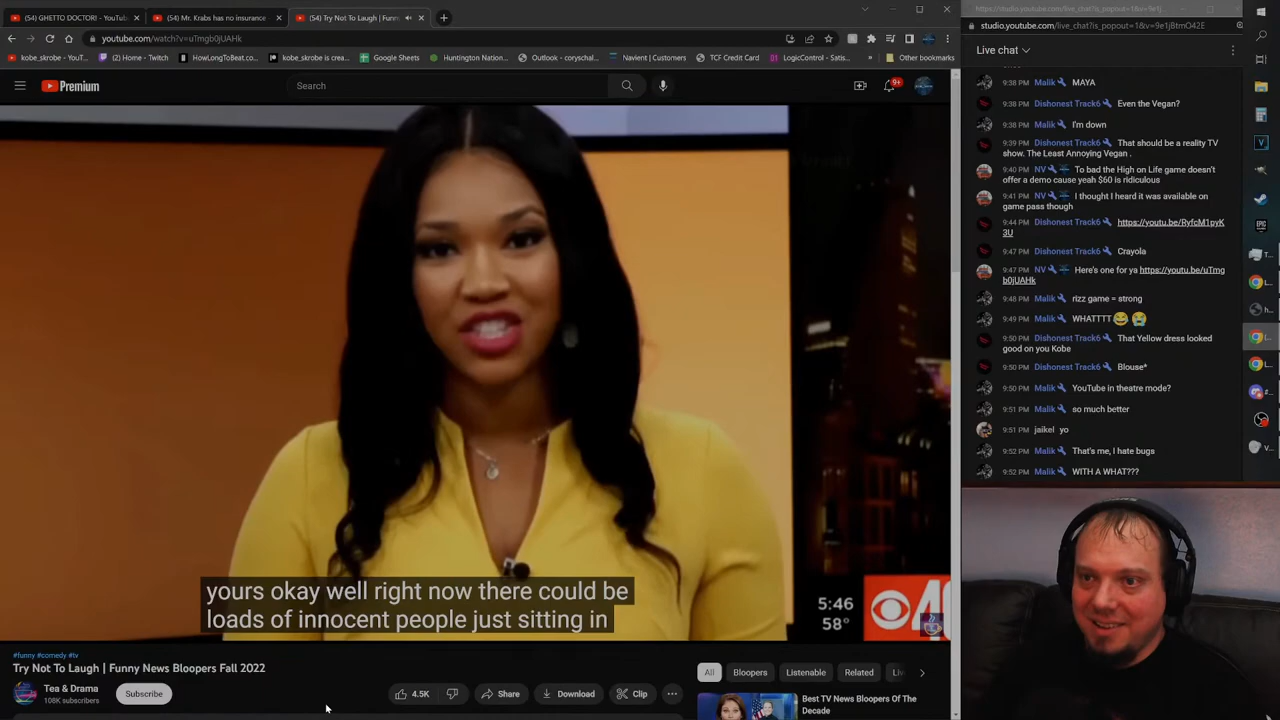 (54) GHETTO DOCTOR! - YouTu
(54) Mr. Krabs has no insurance
(54) Try Not To Laugh | Funn
youtube.com/watch?v=uTmgb0jUAHk
kobe_skrobe - YouT...
(2) Home - Twitch
HowLongToBeat.co...
kobe_skrobe is crea...
Google Sheets
Huntington Nation...
Outlook - coryschal...
Navient | Customers
TCF Credit Card
LogicControl - Satis...
»
Other bookmarks
Premium
Search
9+
5:46
58°
yours okay well right now there could be
loads of innocent people just sitting in
#funny #comedy #tv
Try Not To Laugh | Funny News Bloopers Fall 2022
Tea & Drama
108K subscribers
Subscribe
4.5K
Share
Download
Clip
All
Bloopers
Listenable
Related
Best TV News Bloopers Of The
Decade
studio.youtube.com/live_chat?is_popout=1&v=9e1jBtmO42E
Live chat
9:38 PM Malik MAYA
9:38 PM Dishonest Track6 Even the Vegan?
9:38 PM Malik I'm down
9:39 PM Dishonest Track6 That should be a reality TV
show. The Least Annoying Vegan .
9:40 PM NV To bad the High on Life game doesn't
offer a demo cause yeah $60 is ridiculous
9:41 PM NV I thought I heard it was available on
game pass though
9:44 PM Dishonest Track6 https://youtu.be/RyfcM1pyK
3U
9:47 PM Dishonest Track6 Crayola
9:47 PM NV Here's one for ya https://youtu.be/uTmg
b0jUAHk
9:48 PM Malik rizz game = strong
9:49 PM Malik WHATTTT 😂 😭
9:50 PM Dishonest Track6 That Yellow dress looked
good on you Kobe
9:50 PM Dishonest Track6 Blouse*
9:50 PM Malik YouTube in theatre mode?
9:51 PM Malik so much better
9:51 PM jaikel yo
9:52 PM Malik That's me, I hate bugs
9:52 PM Malik WITH A WHAT???